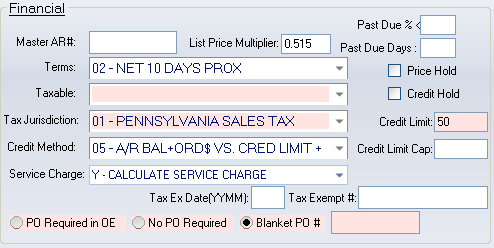 Financial
Past Due % <
Master AR#: List Price Multiplier: 0.515 Past Due Days :
Terms: 02 - NET 10 DAYS PROX Price Hold
Taxable: Credit Hold
Tax Jurisdiction: 01 - PENNSYLVANIA SALES TAX Credit Limit: 50
Credit Method: 05 - A/R BAL+ORD$ VS. CRED LIMIT + Credit Limit Cap:
Service Charge: Y - CALCULATE SERVICE CHARGE
Tax Ex Date(YYMM): Tax Exempt #:
PO Required in OE No PO Required Blanket PO #